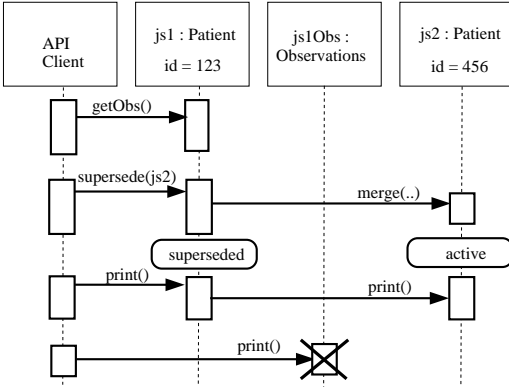 API
Client
js1 : Patient
id = 123
js1Obs :
Observations
js2 : Patient
id = 456
getObs()
supersede(js2)
merge(..)
superseded
active
print()
print()
print()